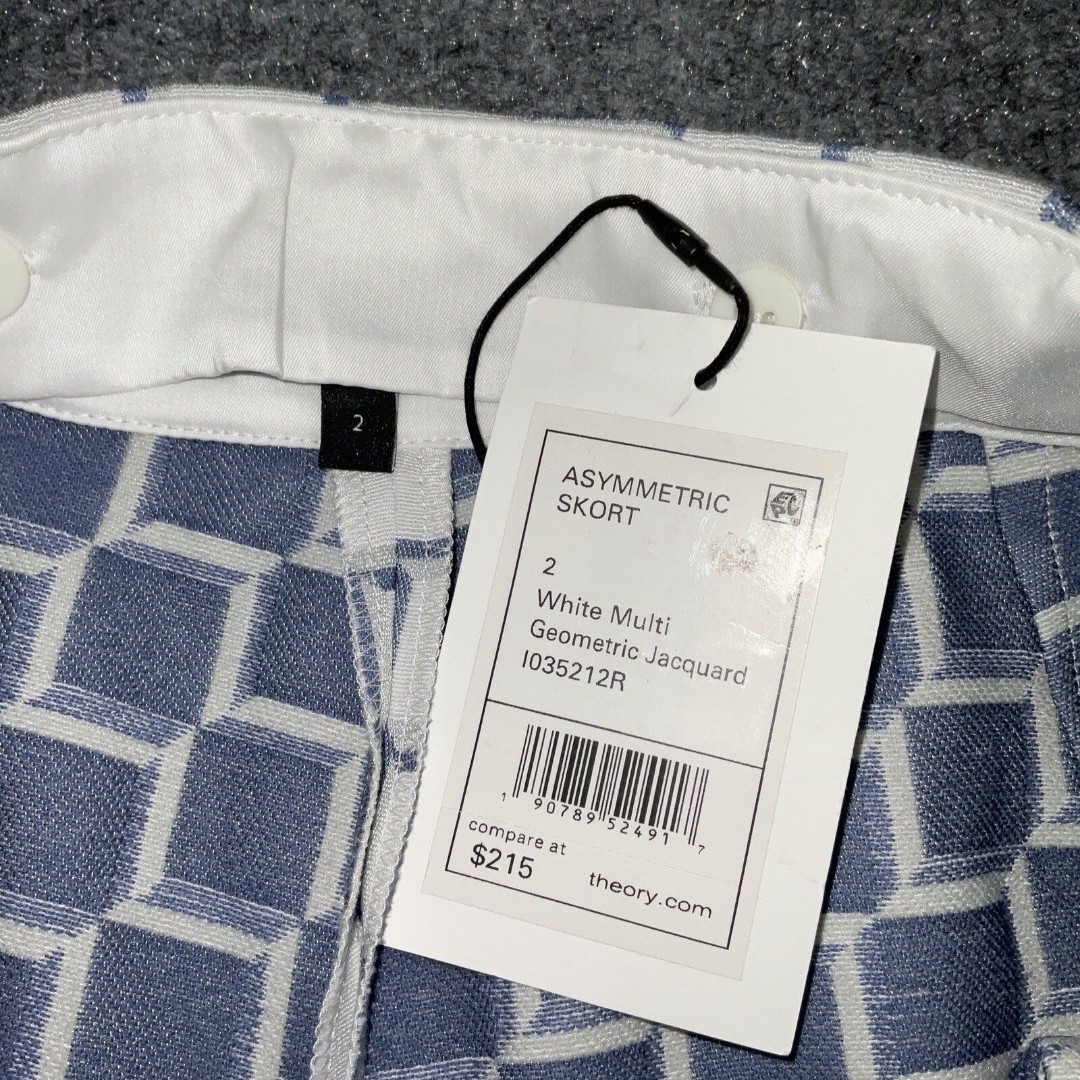 2
ASYMMETRIC
SKORT
2
White Multi
Geometric Jacquard
I035212R
1 90789 52491 7
compare at
$215
theory.com